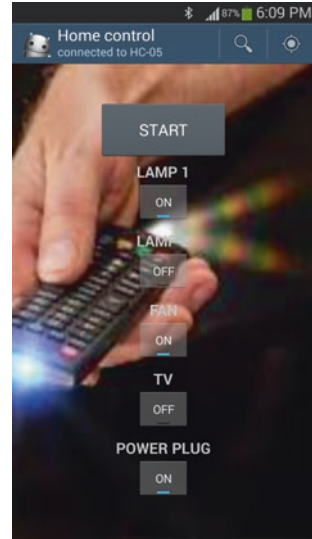 87% 6:09 PM
Home control
connected to HC-05
START
LAMP 1
ON
LAMP
OFF
FAN
ON
TV
OFF
POWER PLUG
ON